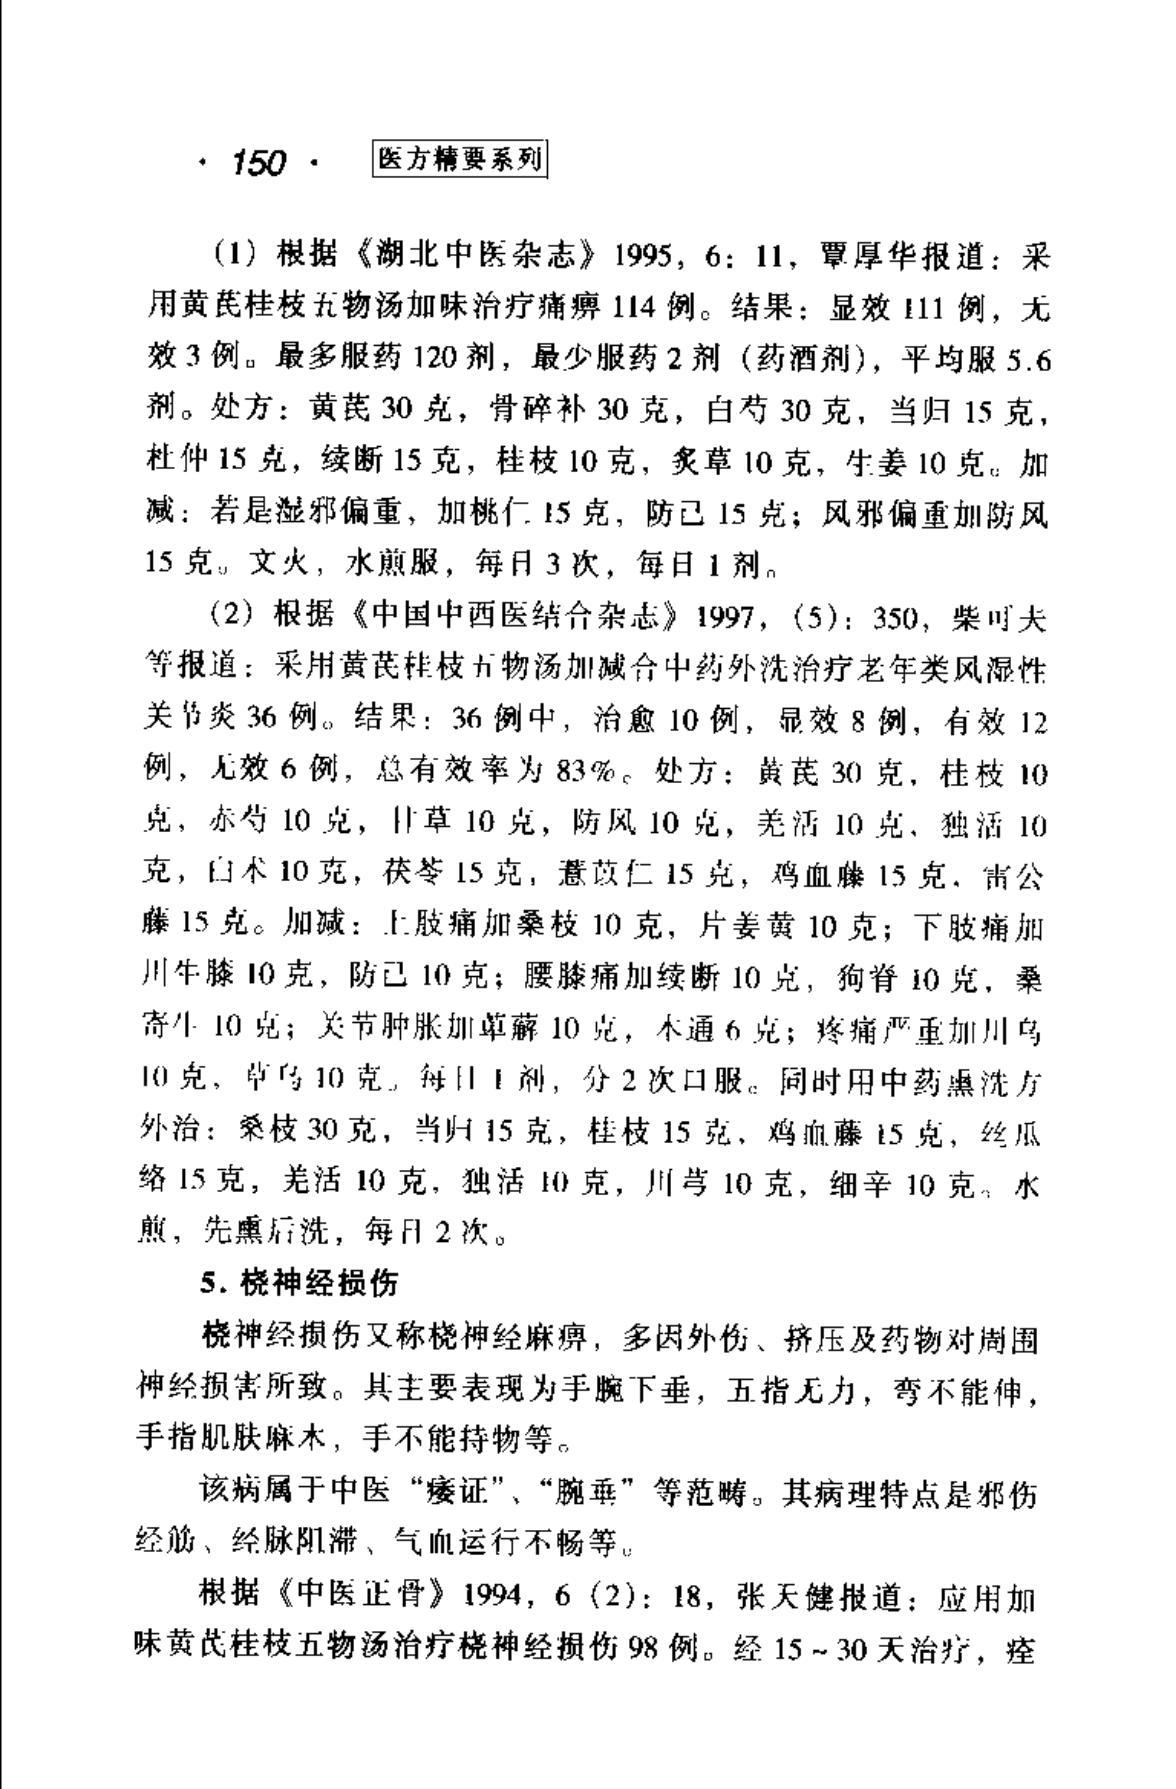 · 150 · 医方精要系列
（1）根据《湖北中医杂志》1995，6：11，覃厚华报道：采
用黄芪桂枝五物汤加味治疗痛痹 114 例。结果：显效 111 例，无
效 3 例。最多服药 120 剂，最少服药 2 剂（药酒剂），平均服 5.6
剂。处方：黄芪 30 克，骨碎补 30 克，白芍 30 克，当归 15 克，
杜仲 15 克，续断 15 克，桂枝 10 克，炙草 10 克，生姜 10 克。加
减：若是湿邪偏重，加桃仁 15 克，防己 15 克；风邪偏重加防风
15 克。文火，水煎服，每日 3 次，每日 1 剂。
（2）根据《中国中西医结合杂志》1997，（5）：350，柴可夫
等报道：采用黄芪桂枝五物汤加减合中药外洗治疗老年类风湿性
关节炎 36 例。结果：36 例中，治愈 10 例，显效 8 例，有效 12
例，无效 6 例，总有效率为 83%。处方：黄芪 30 克，桂枝 10
克，赤芍 10 克，甘草 10 克，防风 10 克，羌活 10 克，独活 10
克，白术 10 克，茯苓 15 克，薏苡仁 15 克，鸡血藤 15 克，雷公
藤 15 克。加减：上肢痛加桑枝 10 克，片姜黄 10 克；下肢痛加
川牛膝 10 克，防己 10 克；腰膝痛加续断 10 克，狗脊 10 克，桑
寄生 10 克；关节肿胀加萆薢 10 克，木通 6 克；疼痛严重加川乌
10 克，草乌 10 克。每日 1 剂，分 2 次口服。同时用中药熏洗方
外治：桑枝 30 克，当归 15 克，桂枝 15 克，鸡血藤 15 克，丝瓜
络 15 克，羌活 10 克，独活 10 克，川芎 10 克，细辛 10 克。水
煎，先熏后洗，每日 2 次。
5. 桡神经损伤
桡神经损伤又称桡神经麻痹，多因外伤、挤压及药物对周围
神经损害所致。其主要表现为手腕下垂，五指无力，弯不能伸，
手指肌肤麻木，手不能持物等。
该病属于中医“痿证”、“腕垂”等范畴。其病理特点是邪伤
经筋、经脉阻滞、气血运行不畅等。
根据《中医正骨》1994，6（2）：18，张天健报道：应用加
味黄芪桂枝五物汤治疗桡神经损伤 98 例。经 15～30 天治疗，痊